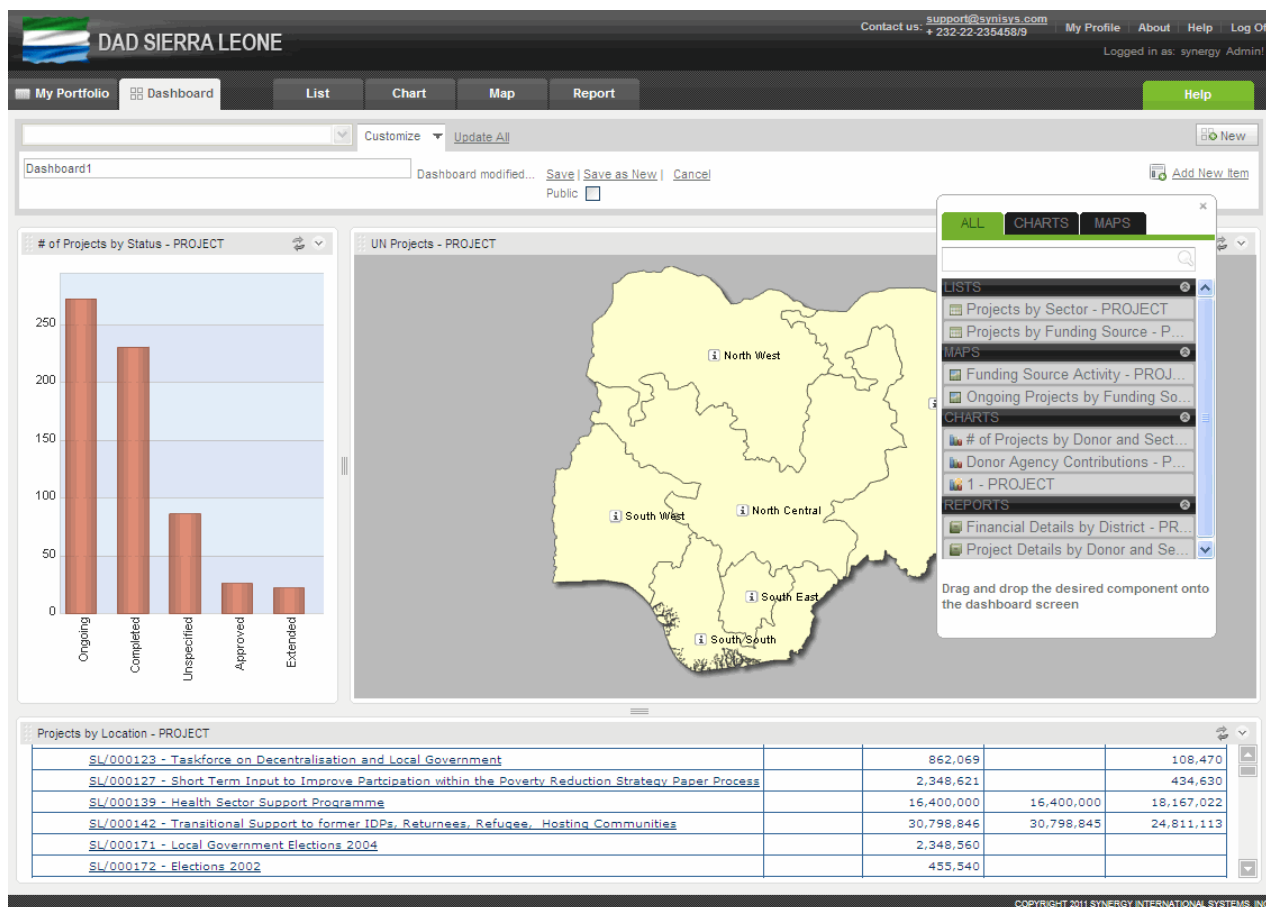 DAD SIERRA LEONE
Contact us: support@synisys.com
+ 232-22-235458/9
My Profile | About | Help | Log Of
Logged in as: synergy Admin!
My Portfolio
Dashboard
List
Chart
Map
Report
Help
Customize
Update All
New
Dashboard1
Dashboard modified...
Save | Save as New | Cancel
Public
Add New Item
# of Projects by Status - PROJECT
250
200
150
100
50
0
Ongoing
Completed
Unspecified
Approved
Extended
UN Projects - PROJECT
North West
South West
North Central
South East
South South
ALL
CHARTS
MAPS
LISTS
Projects by Sector - PROJECT
Projects by Funding Source - P...
MAPS
Funding Source Activity - PROJ...
Ongoing Projects by Funding So...
CHARTS
# of Projects by Donor and Sect...
Donor Agency Contributions - P...
1 - PROJECT
REPORTS
Financial Details by District - PR...
Project Details by Donor and Se...
Drag and drop the desired component onto
the dashboard screen
Projects by Location - PROJECT
SL/000123 - Taskforce on Decentralisation and Local Government 862,069 108,470
SL/000127 - Short Term Input to Improve Partcipation within the Poverty Reduction Strategy Paper Process 2,348,621 434,630
SL/000139 - Health Sector Support Programme 16,400,000 16,400,000 18,167,022
SL/000142 - Transitional Support to former IDPs, Returnees, Refugee, Hosting Communities 30,798,846 30,798,845 24,811,113
SL/000171 - Local Government Elections 2004 2,348,560
SL/000172 - Elections 2002 455,540
COPYRIGHT 2011 SYNERGY INTERNATIONAL SYSTEMS, INC